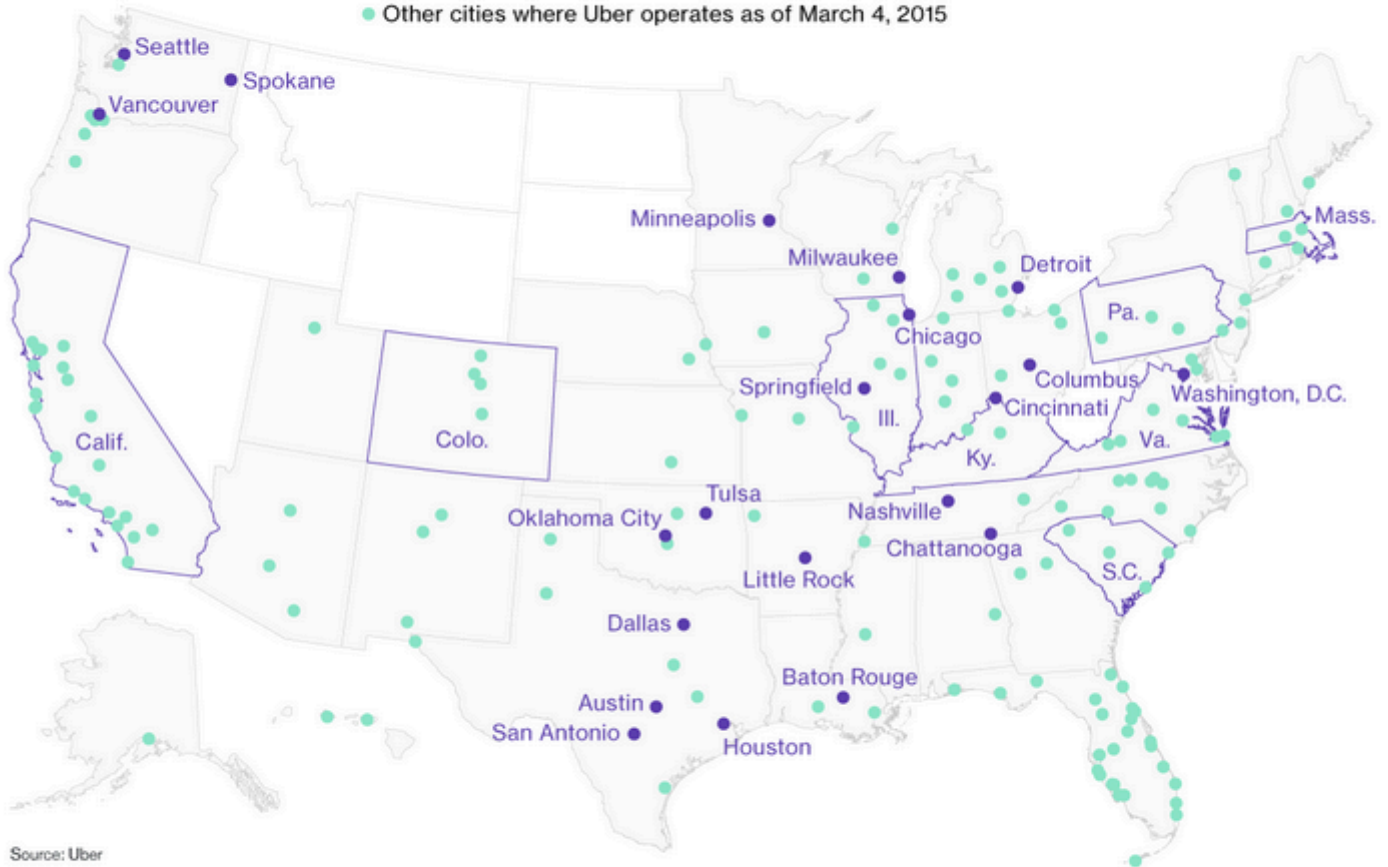 Other cities where Uber operates as of March 4, 2015
Seattle
Spokane
Vancouver
Minneapolis
Mass.
Milwaukee
Detroit
Pa.
Chicago
Columbus
Springfield
Washington, D.C.
Cincinnati
Ill.
Calif.
Colo.
Va.
Ky.
Tulsa
Nashville
Oklahoma City
Chattanooga
S.C.
Little Rock
Dallas
Baton Rouge
Austin
San Antonio
Houston
Source: Uber